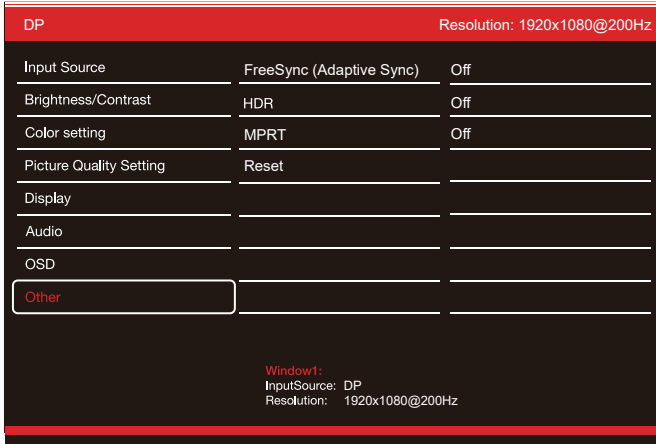 DP Resolution: 1920x1080@200Hz
Input Source FreeSync (Adaptive Sync) Off
Brightness/Contrast HDR Off
Color setting MPRT Off
Picture Quality Setting Reset
Display
Audio
OSD
Other
Window1:
InputSource: DP
Resolution: 1920x1080@200Hz